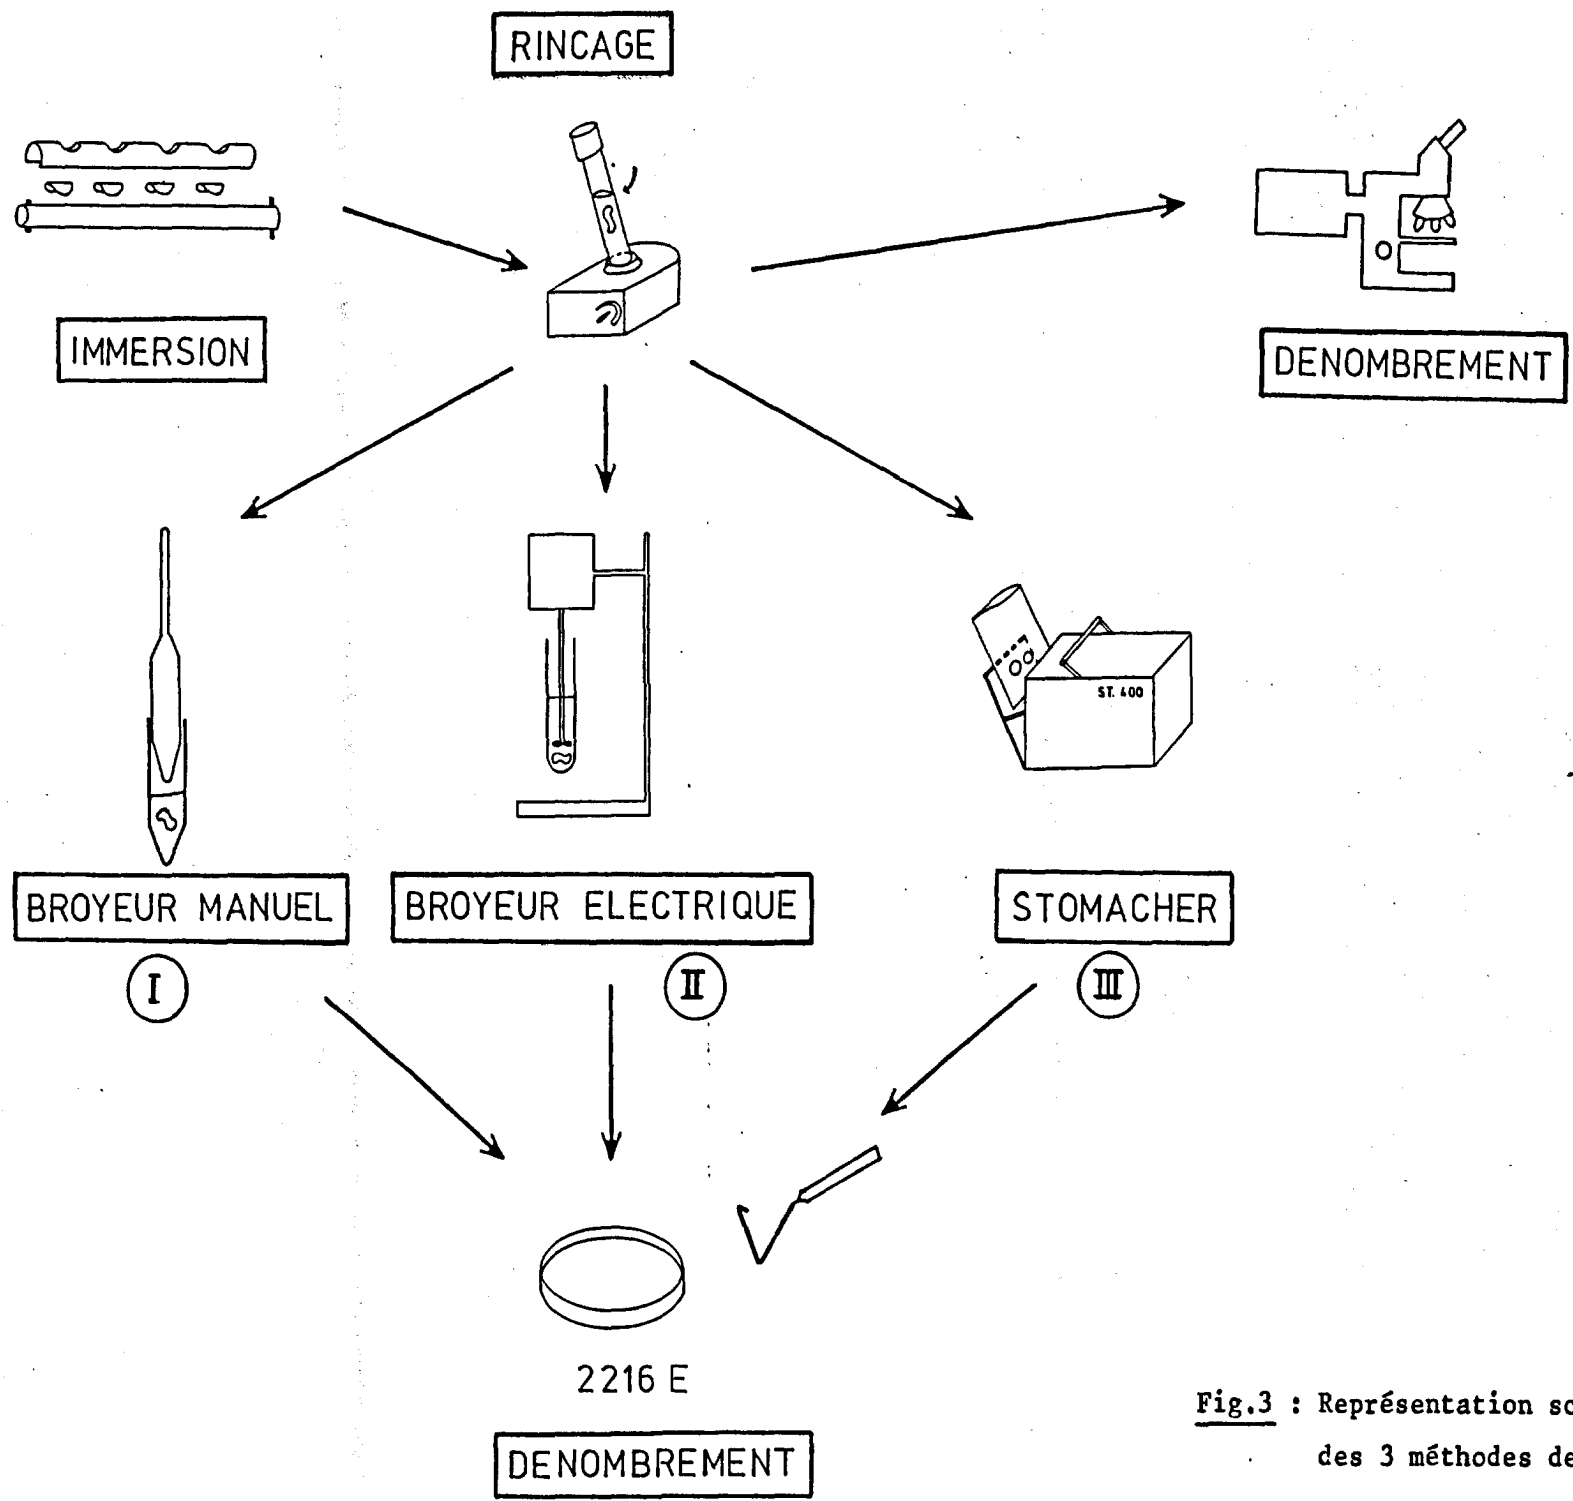 RINCAGE
IMMERSION
DENOMBREMENT
ST. 400
BROYEUR MANUEL
BROYEUR ELECTRIQUE
STOMACHER
I
II
III
2216 E
DENOMBREMENT
Fig.3 : Représentation
des 3 méthodes de